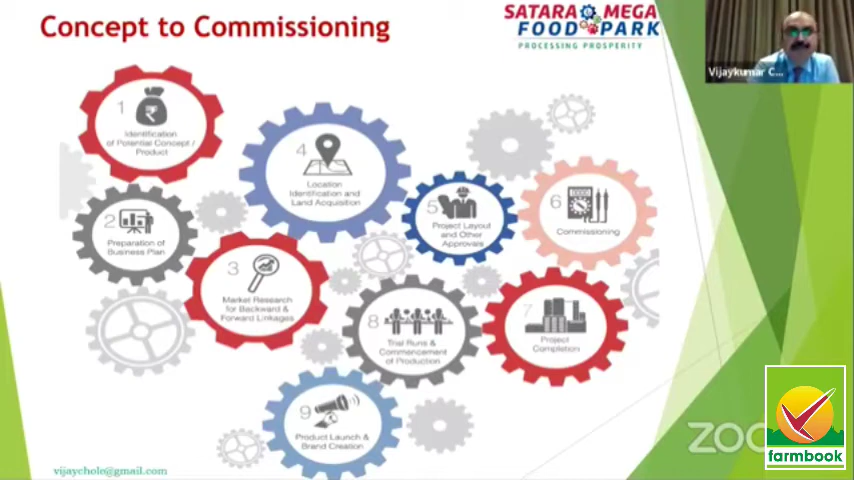 Concept to Commissioning
SATARA MEGA
FOOD PARK
PROCESSING PROSPERITY
Vijaykumar C...
1
Identification
of Potential Concept /
Product
2
Preparation of
Business Plan
3
Market Research
for Backward &
Forward Linkages
4
Location
Identification and
Land Acquisition
5
Project Layout
and Other
Approvals
6
Commissioning
7
Project
Completion
8
Trial Runs &
Commencement
of Production
9
Product Launch &
Brand Creation
vijaychole@gmail.com
ZOO
farmbook